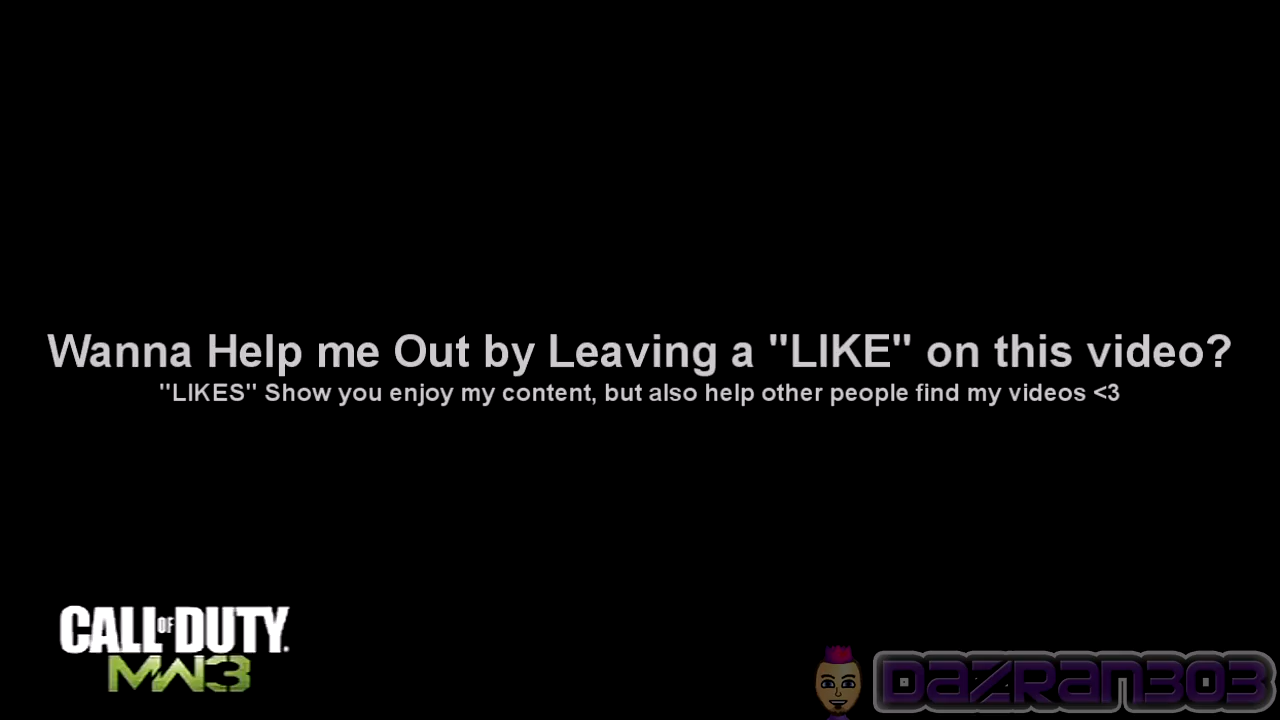 Wanna Help me Out by Leaving a "LIKE" on this video?
"LIKES" Show you enjoy my content, but also help other people find my videos <3
CALL OF DUTY.
MW3
DAZRAN303